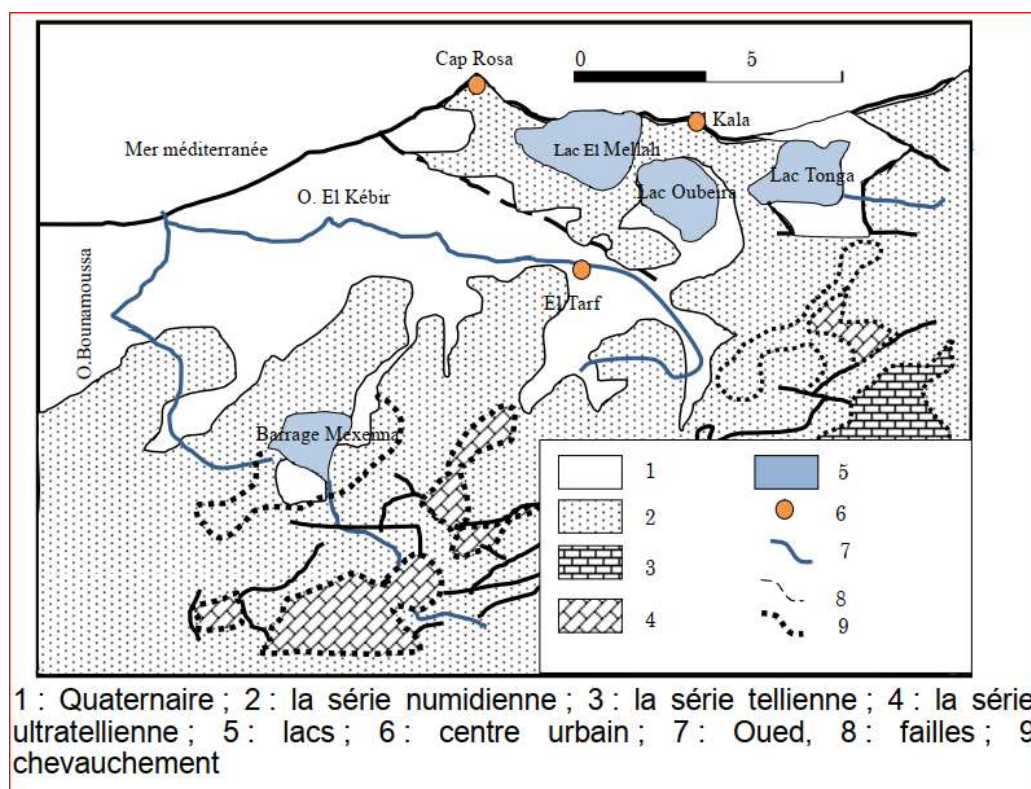 Cap Rosa
0 5
El Kala
Mer méditerranée
Lac El Mellah
Lac Oubeira
Lac Tonga
O. El Kébir
O.Bounamoussa
El Tarf
Barrage Mexenna
1
2
3
4
5
6
7
8
9
1 : Quaternaire ; 2 : la série numidienne ; 3 : la série tellienne ; 4 : la série
ultratellienne ; 5 : lacs ; 6 : centre urbain ; 7 : Oued, 8 : failles ; 9
chevauchement